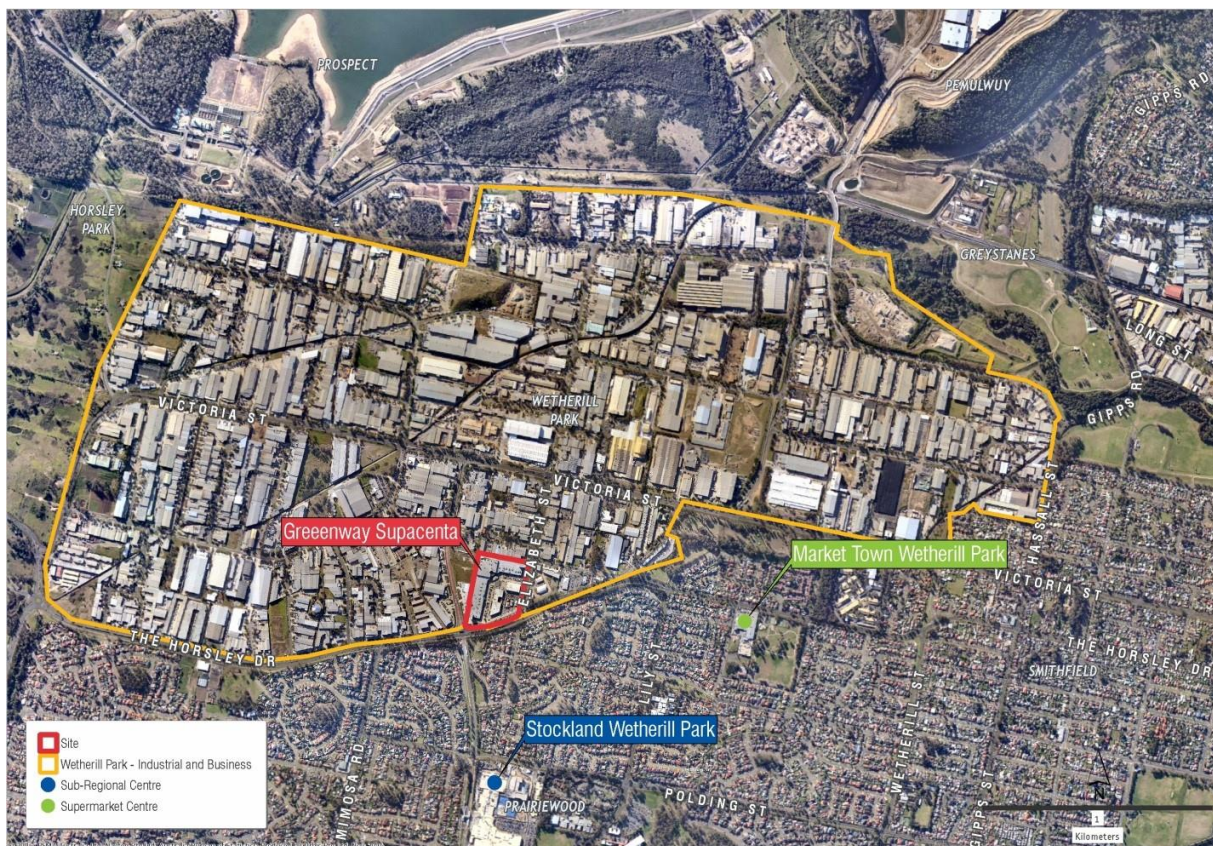 PROSPECT
PEMULWUY
GIPPS RD
HORSLEY
PARK
GREYSTANES
LONG ST
GIPPS RD
VICTORIA ST
WETHERILL
PARK
VICTORIA ST
ELIZABETH ST
HASSALL ST
Greeenway Supacenta
Market Town Wetherill Park
VICTORIA ST
THE HORSLEY DR
THE HORSLEY DR
SMITHFIELD
LILY ST
WETHERILL ST
Stockland Wetherill Park
Site
Wetherill Park - Industrial and Business
Sub-Regional Centre
Supermarket Centre
MIMOSA RD
PRAIRIEWOOD
POLDING ST
GIPPS ST
N
1
Kilometers